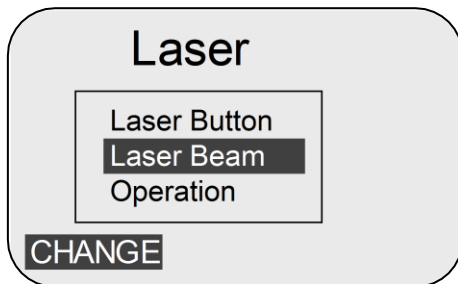 Laser
Laser Button
Laser Beam
Operation
CHANGE